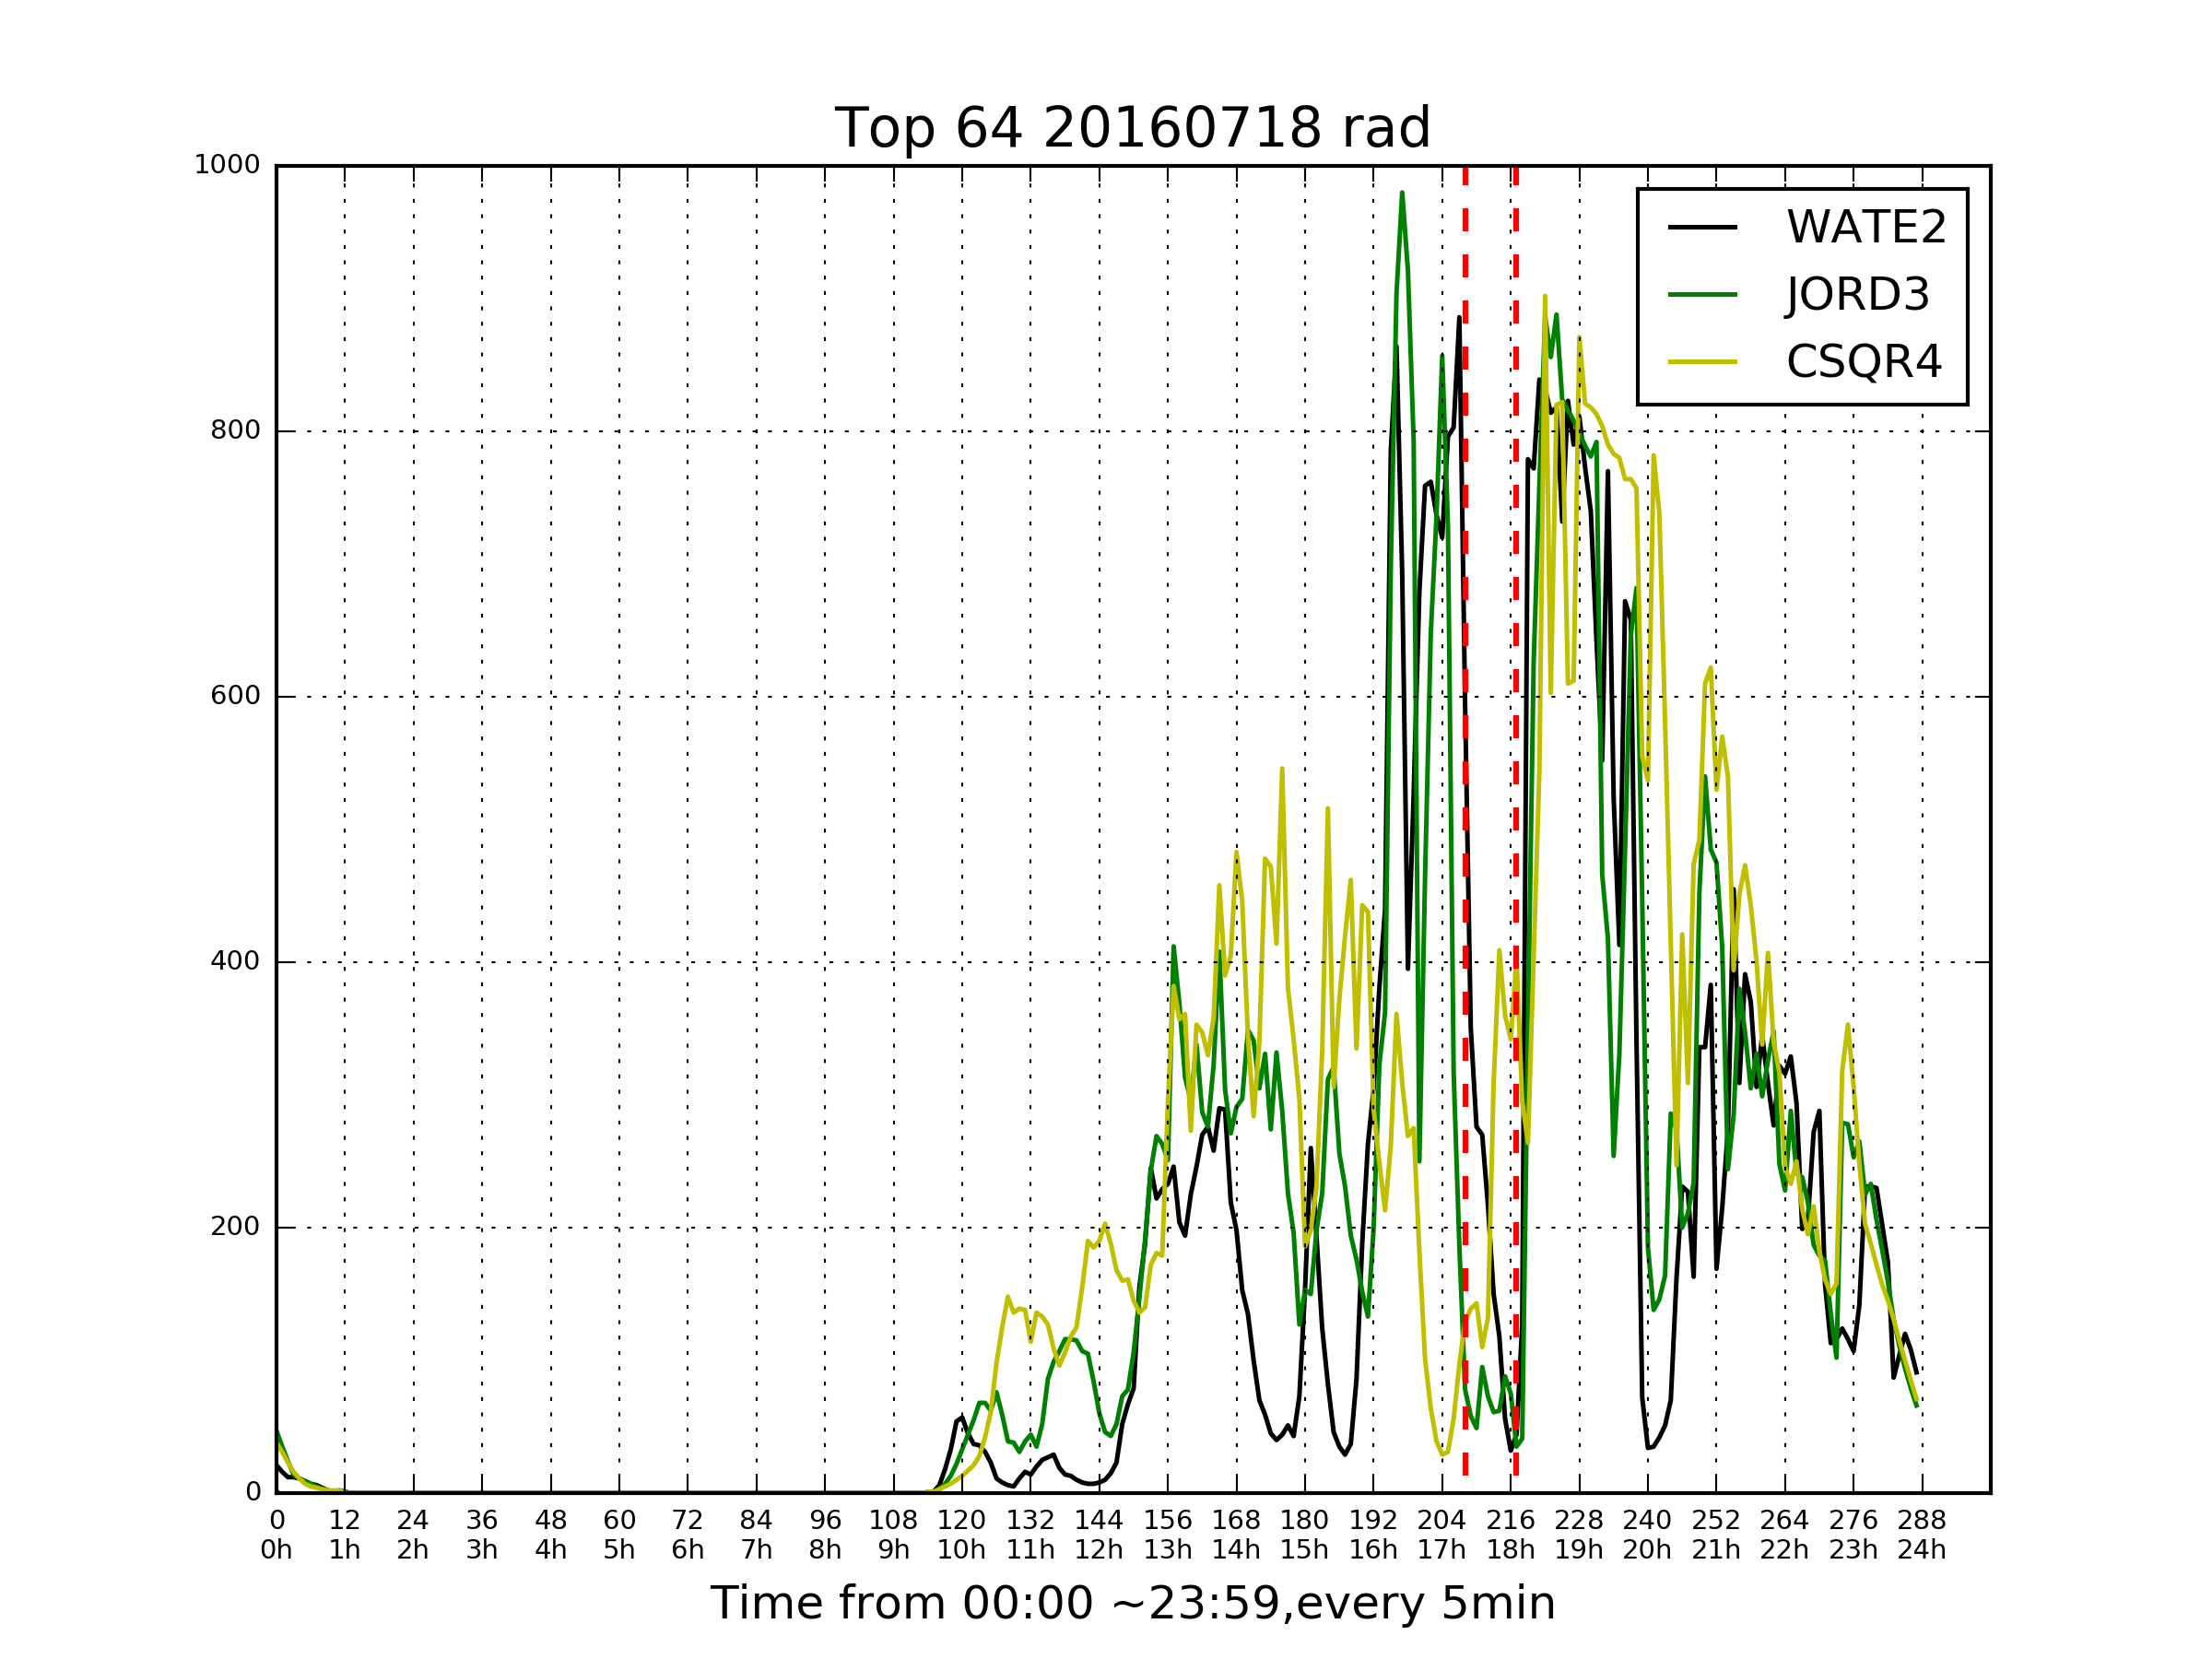 Top 64 20160718 rad
1000
800
600
400
200
0
WATE2
JORD3
CSQR4
0 12 24 36 48 60 72 84 96 108 120 132 144 156 168 180 192 204 216 228 240 252 264 276 288
0h 1h 2h 3h 4h 5h 6h 7h 8h 9h 10h 11h 12h 13h 14h 15h 16h 17h 18h 19h 20h 21h 22h 23h 24h
Time from 00:00 ~23:59,every 5min